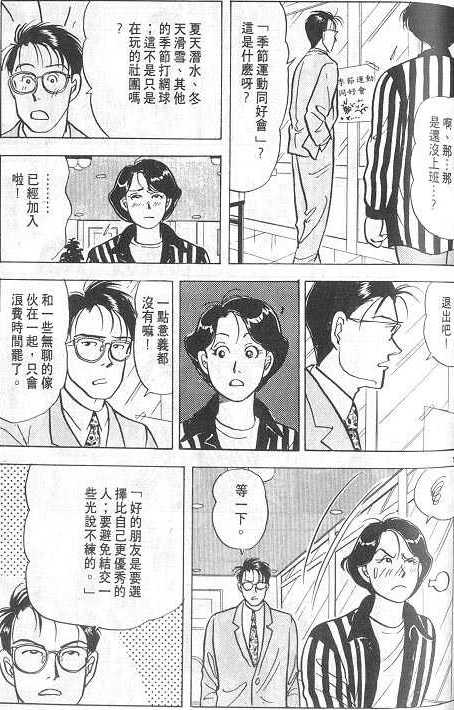 啊、那…那
是還沒上班…?
季節運動
同好會
「季節運動同好會」?
這是什麼呀?
夏天潛水、冬
天滑雪、其他
的季節打網球
;這不是只是
在玩的社團嗎
?
………
已經加入
啦!
退出吧!
一點意義都
沒有嘛!
和一些無聊的傢
伙在一起,只會
浪費時間罷了。
等一下。
「好的朋友是要選
擇比自己更優秀的
人;要避免結交一
些光說不練的。」